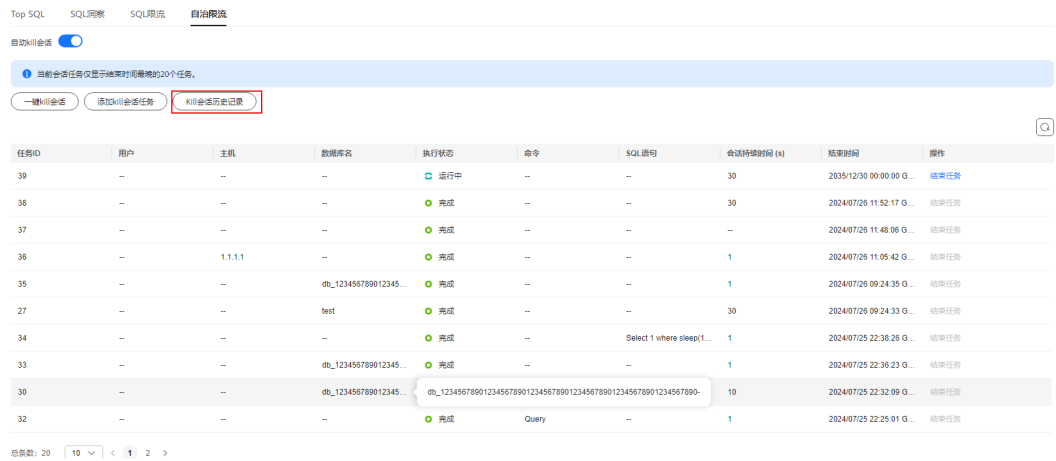 Top SQL SQL洞察 SQL限流 自治限流
自动kill会话
当前会话任务仅显示结束时间最晚的20个任务。
一键kill会话 添加kill会话任务 Kill会话历史记录
任务ID 用户 主机 数据库名 执行状态 命令 SQL语句 会话持续时间 (s) 结束时间 操作
39 -- -- -- 运行中 -- -- 30 2035/12/30 00:00:00 G... 结束任务
38 -- -- -- 完成 -- -- 30 2024/07/26 11:52:17 G... 结束任务
37 -- -- -- 完成 -- -- -- 2024/07/26 11:48:06 G... 结束任务
36 -- 1.1.1.1 -- 完成 -- -- 1 2024/07/26 11:05:42 G... 结束任务
35 -- -- db_123456789012345... 完成 -- -- 1 2024/07/26 09:24:35 G... 结束任务
27 -- -- test 完成 -- -- 30 2024/07/26 09:24:33 G... 结束任务
34 -- -- -- 完成 -- Select 1 where sleep(1... 1 2024/07/25 22:38:26 G... 结束任务
33 -- -- db_123456789012345... 完成 -- -- 1 2024/07/25 22:36:23 G... 结束任务
30 -- -- db_123456789012345... db_123456789012345678901234567890123456789012345678901234567890- 10 2024/07/25 22:32:09 G... 结束任务
32 -- -- -- 完成 Query -- 1 2024/07/25 22:25:01 G... 结束任务
总条数: 20 10 < 1 2 >